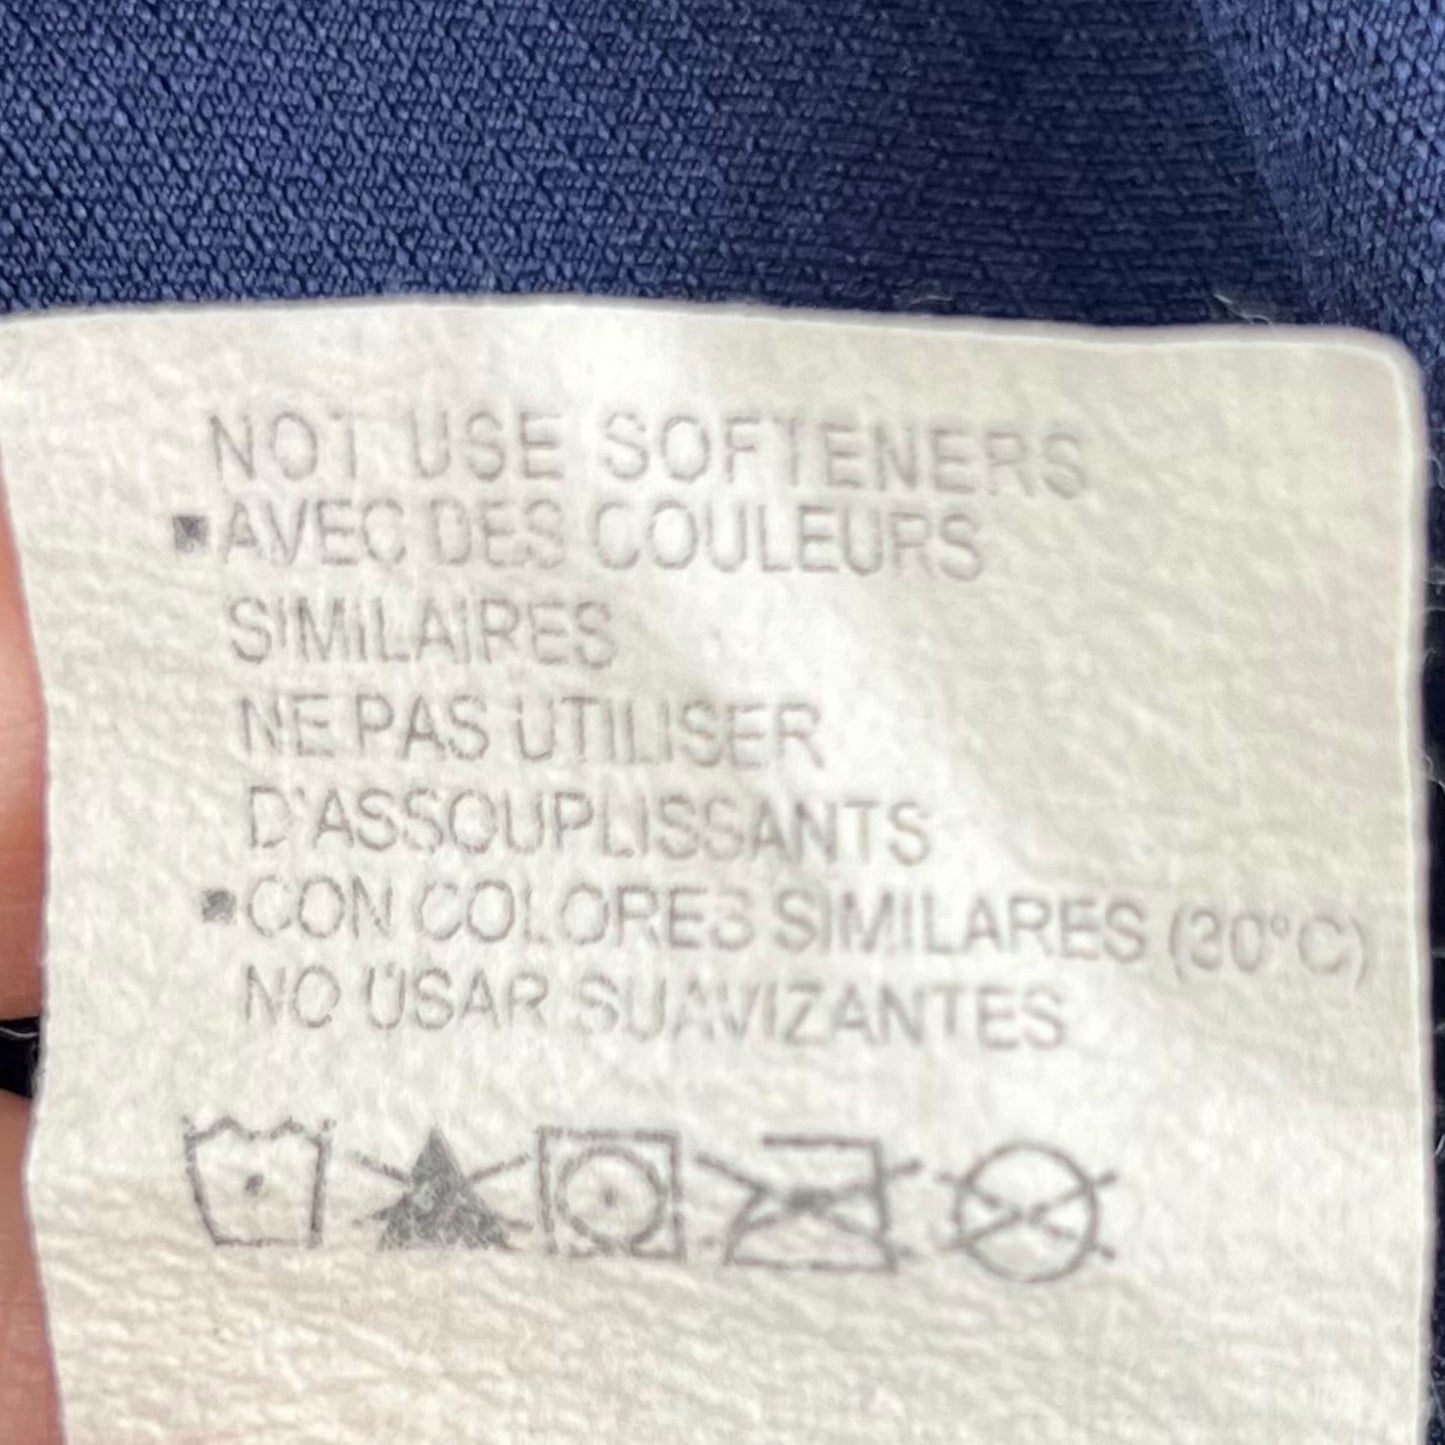 NOT USE SOFTENERS
▪AVEC DES COULEURS
SIMILAIRES
NE PAS UTILISER
D'ASSOUPLISSANTS
▪CON COLORES SIMILARES (30°C)
NO USAR SUAVIZANTES